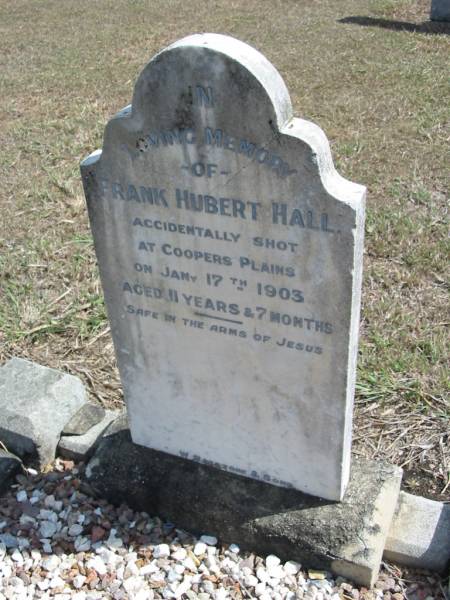 IN
LOVING MEMORY
-OF-
FRANK HUBERT HALL.
ACCIDENTALLY SHOT
AT COOPERS PLAINS
ON JANY 17TH 1903
AGED 11 YEARS & 7 MONTHS
SAFE IN THE ARMS OF JESUS
& SONS